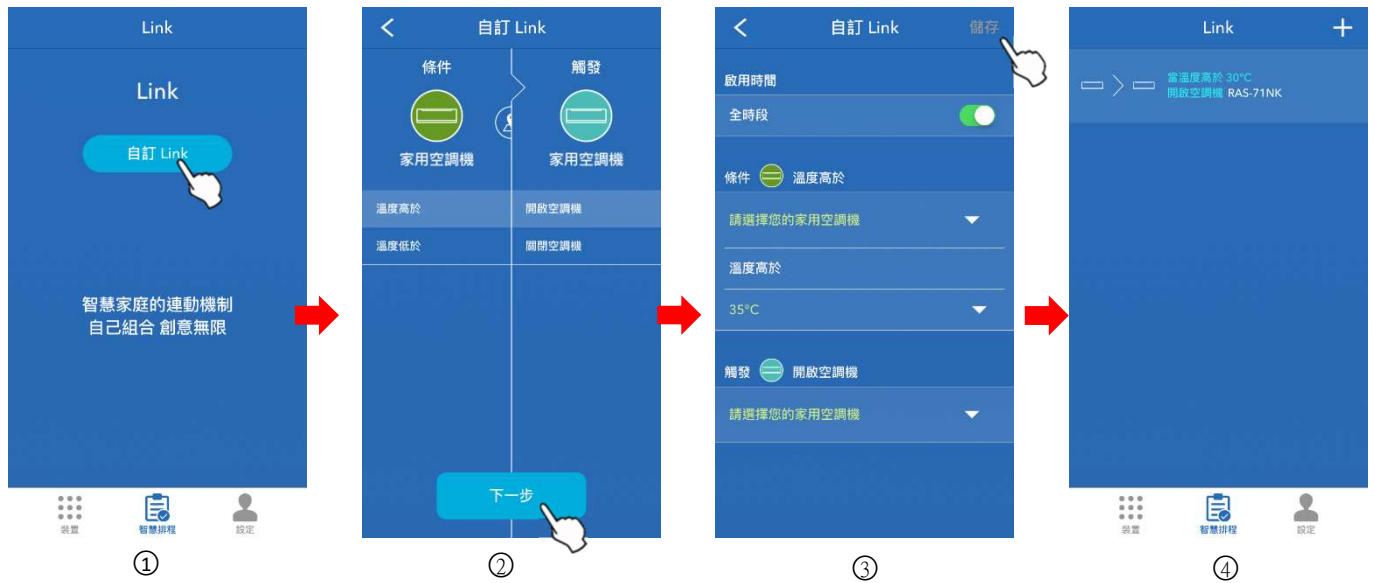 Link
Link
自訂 Link
智慧家庭的連動機制
自己組合 創意無限
裝置
智慧排程
設定
①
自訂 Link
條件
觸發
家用空調機
家用空調機
溫度高於
開啟空調機
溫度低於
關閉空調機
下一步
②
自訂 Link
儲存
啟用時間
全時段
條件 溫度高於
請選擇您的家用空調機
溫度高於
35°C
觸發 開啟空調機
請選擇您的家用空調機
③
Link
當溫度高於 30°C
開啟空調機 RAS-71NK
裝置
智慧排程
設定
④